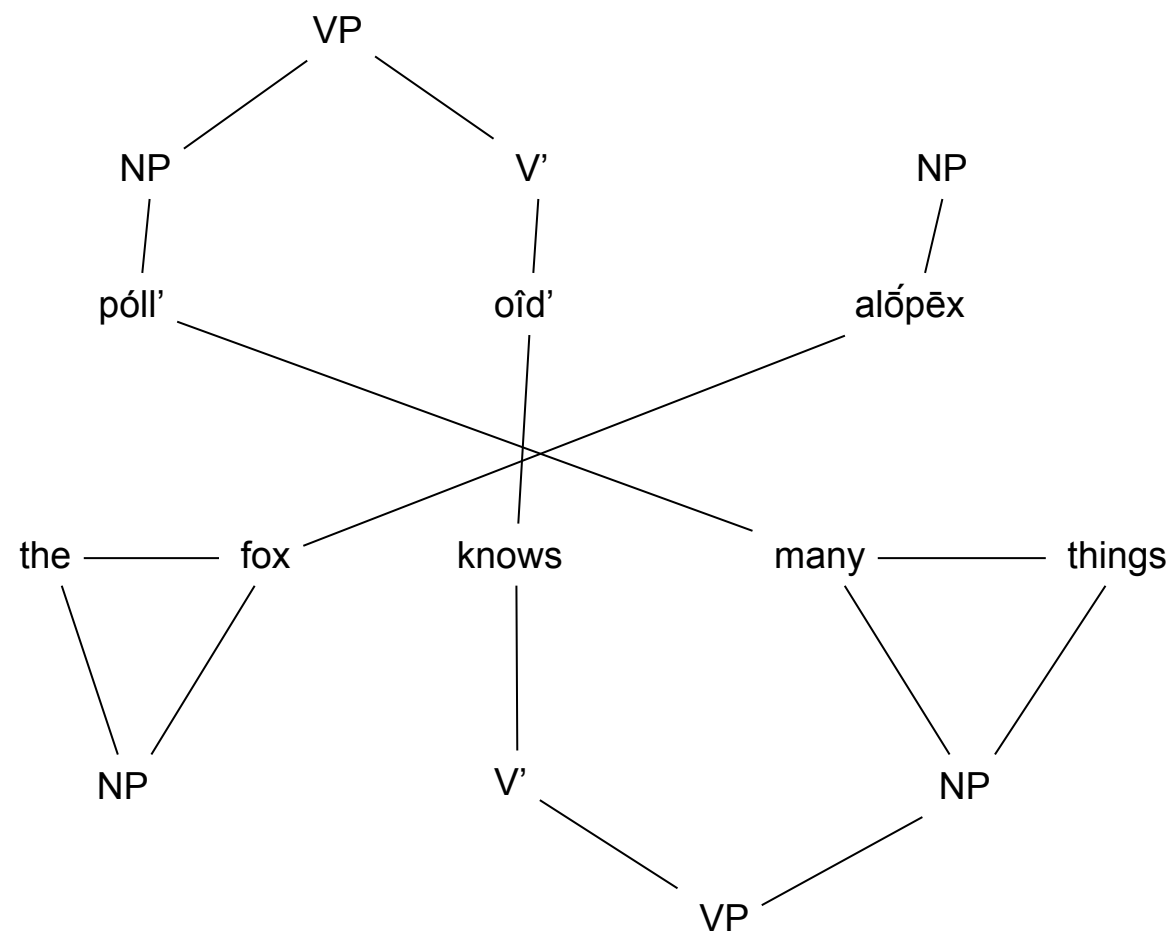 VP
NP V’ NP
póll’ oîd’ alṓpēx
the fox knows many things
NP V’ NP
VP